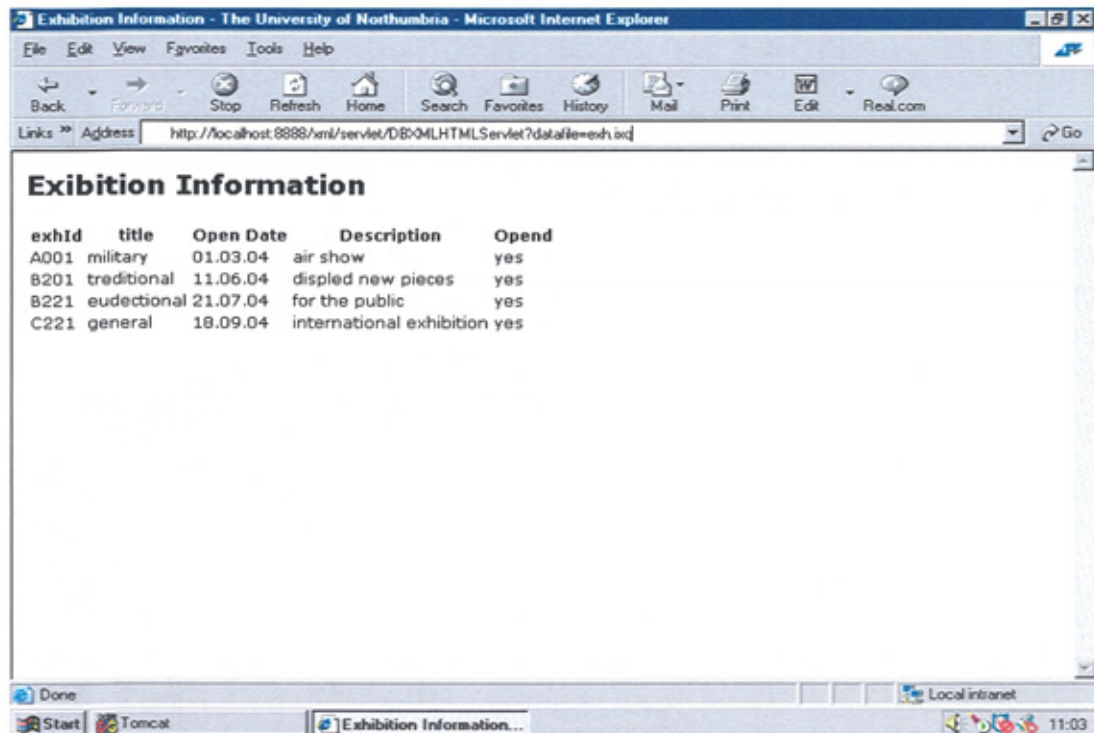 Exhibition Information - The University of Northumbria - Microsoft Internet Explorer
File Edit View Favorites Tools Help
Back Forward Stop Refresh Home Search Favorites History Mail Print Edit Real.com
Links » Address http://localhost:8888/xml/servlet/DBXMLHTMLServlet?datafile=exh.ixq Go
Exibition Information
exhId title Open Date Description Opend
A001 military 01.03.04 air show yes
B201 treditional 11.06.04 displed new pieces yes
B221 eudectional 21.07.04 for the public yes
C221 general 18.09.04 international exhibition yes
Done Local intranet
Start Tomcat Exhibition Information... 11:03